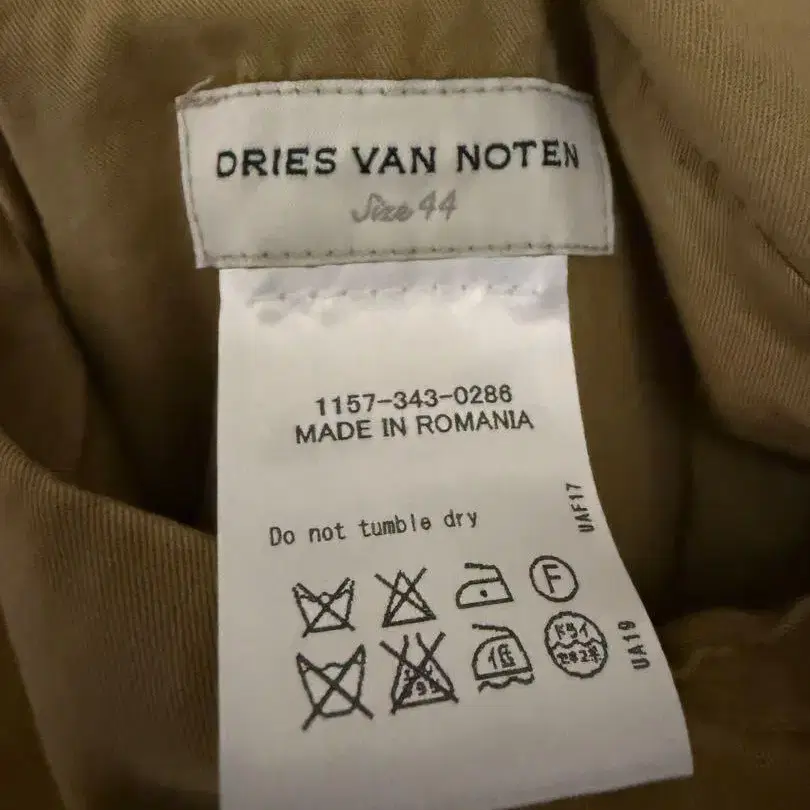 DRIES VAN NOTEN
Size 44
1157-343-0286
MADE IN ROMANIA
UAF17
Do not tumble dry
F
低
ドライ
UA19